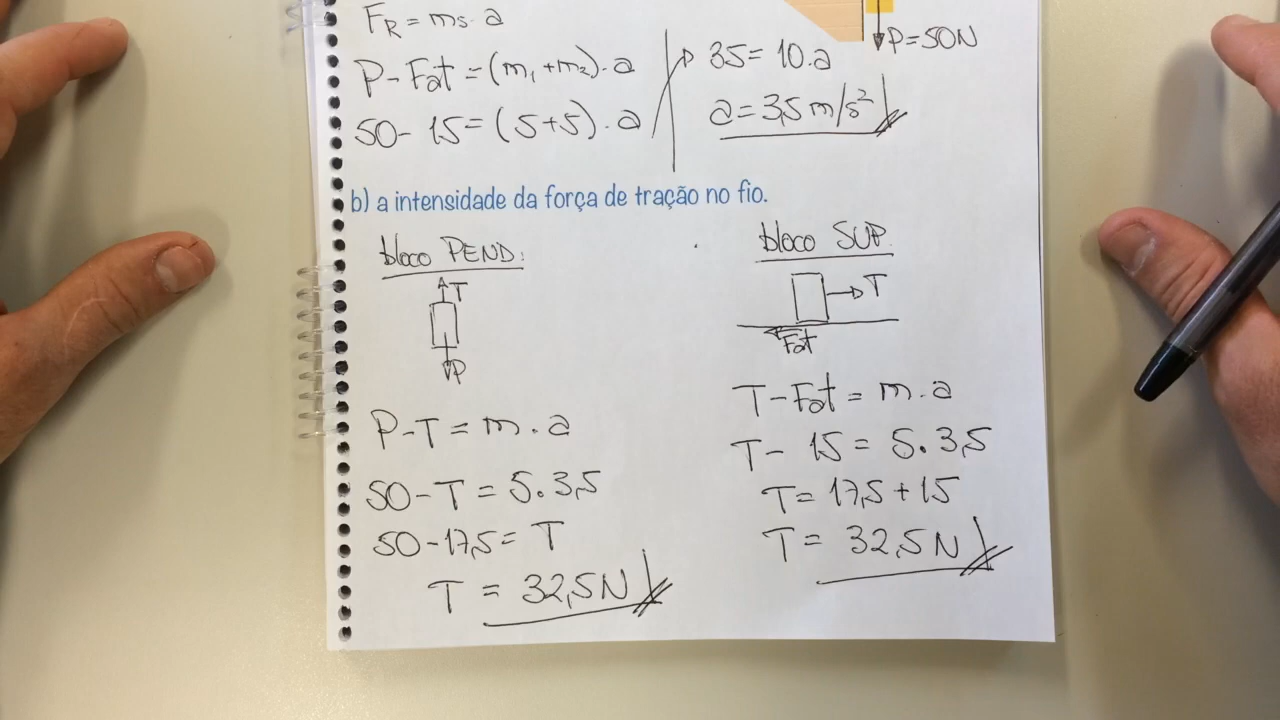 F_R = ms · a
P - Fat = (m₁ + m₂) · a
50 - 15 = (5+5) · a
35 = 10 · a
a = 3,5 m/s²
P = 50N
b) a intensidade da força de tração no fio.
bloco PEND:
T
P
P - T = m · a
50 - T = 5 · 3,5
50 - 17,5 = T
T = 32,5N
bloco SUP.
T
Fat
T - Fat = m · a
T - 15 = 5 · 3,5
T = 17,5 + 15
T = 32,5N